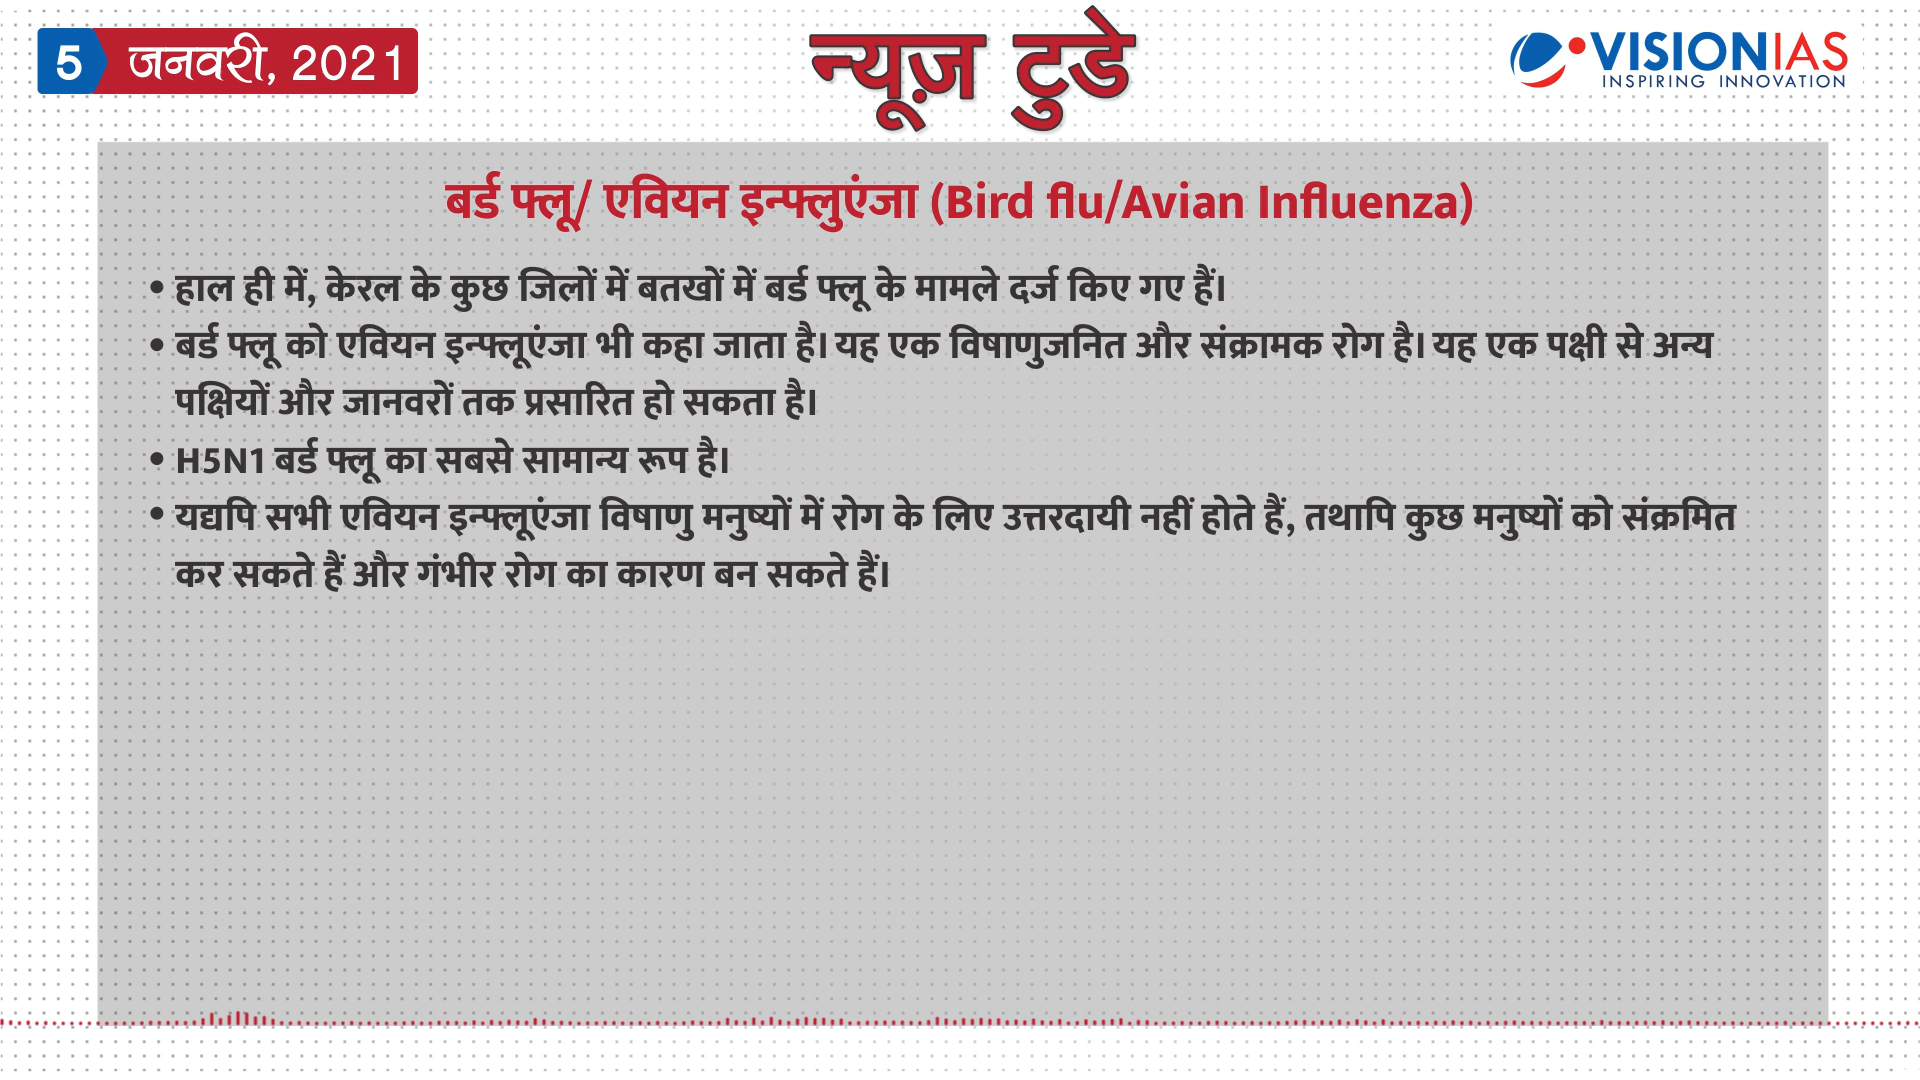 5 जनवरी, 2021
न्यूज़ टुडे
VISIONIAS
INSPIRING INNOVATION
बर्ड फ्लू/ एवियन इन्फ्लुएंजा (Bird flu/Avian Influenza)
• हाल ही में, केरल के कुछ जिलों में बतखों में बर्ड फ्लू के मामले दर्ज किए गए हैं।
• बर्ड फ्लू को एवियन इन्फ्लूएंजा भी कहा जाता है। यह एक विषाणुजनित और संक्रामक रोग है। यह एक पक्षी से अन्य
पक्षियों और जानवरों तक प्रसारित हो सकता है।
• H5N1 बर्ड फ्लू का सबसे सामान्य रूप है।
• यद्यपि सभी एवियन इन्फ्लूएंजा विषाणु मनुष्यों में रोग के लिए उत्तरदायी नहीं होते हैं, तथापि कुछ मनुष्यों को संक्रमित
कर सकते हैं और गंभीर रोग का कारण बन सकते हैं।